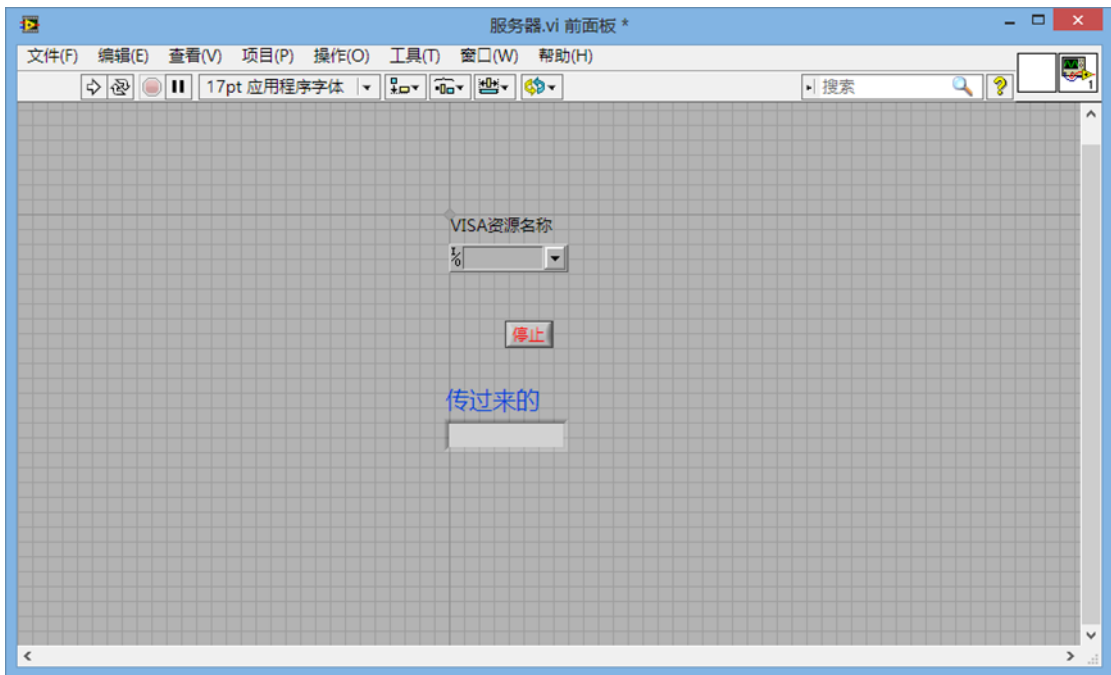 服务器.vi 前面板 *
文件(F) 编辑(E) 查看(V) 项目(P) 操作(O) 工具(T) 窗口(W) 帮助(H)
17pt 应用程序字体 搜索
1
VISA资源名称
I/O
停止
传过来的